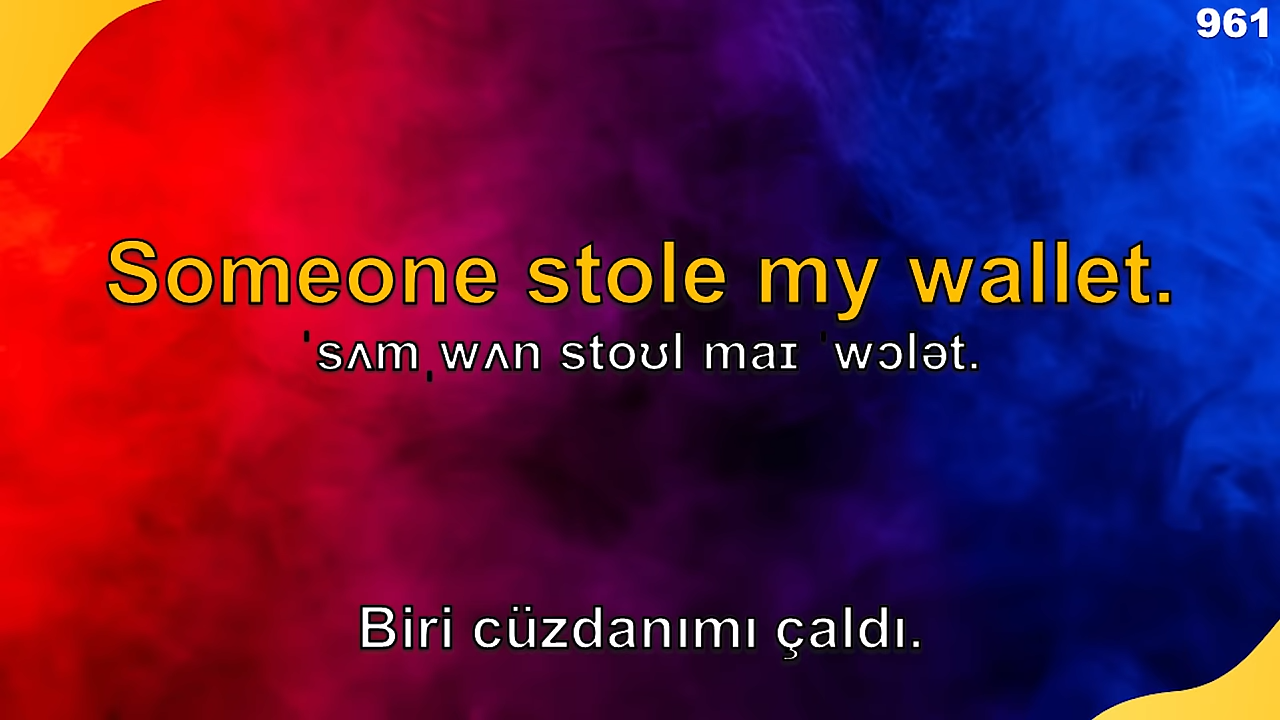 961
Someone stole my wallet.
ˈsʌmˌwʌn stoʊl maɪ ˈwɔlət.
Biri cüzdanımı çaldı.